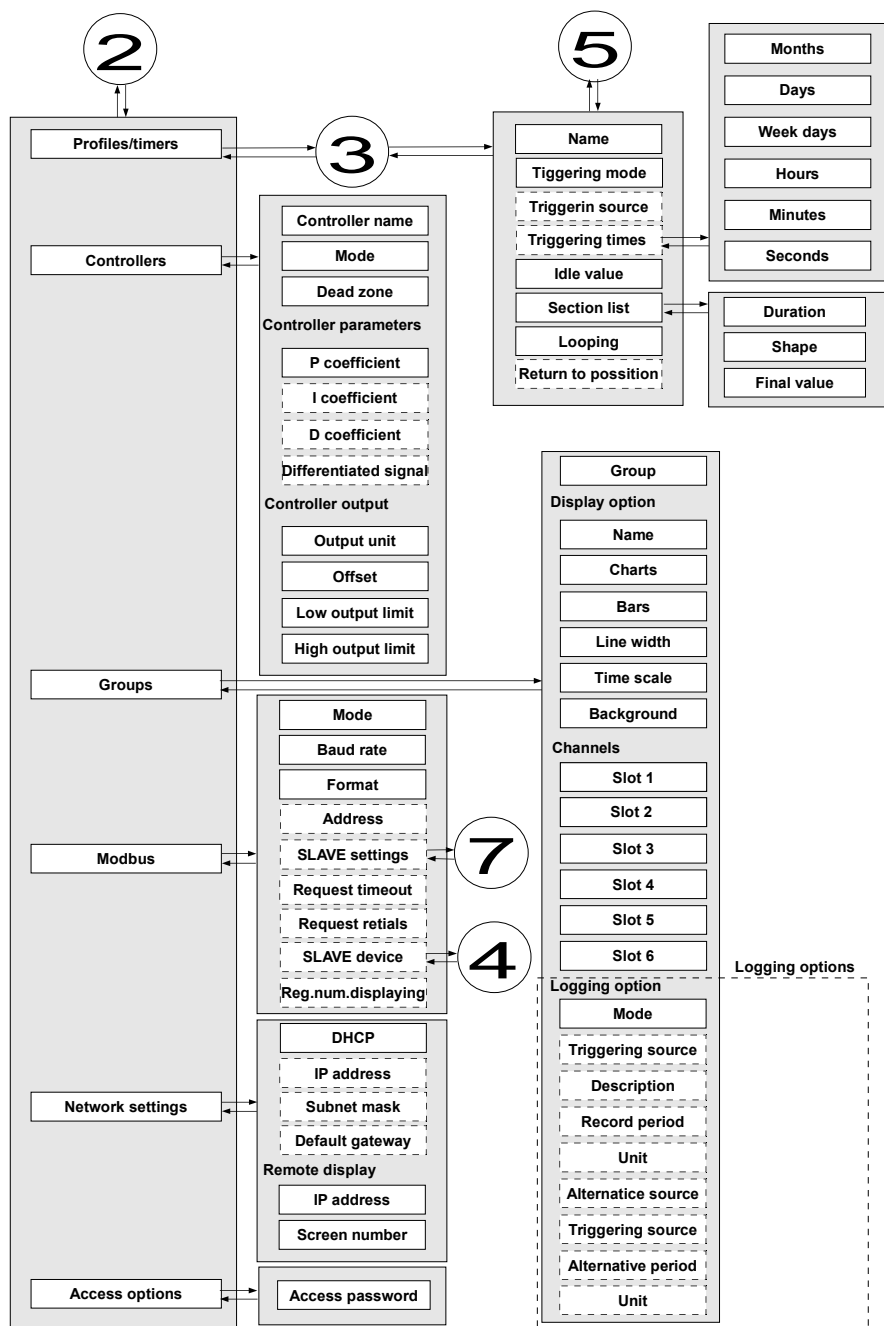 2
Profiles/timers
Controllers
Groups
Modbus
Network settings
Access options
3
Controller name
Mode
Dead zone
Controller parameters
P coefficient
I coefficient
D coefficient
Differentiated signal
Controller output
Output unit
Offset
Low output limit
High output limit
Mode
Baud rate
Format
Address
SLAVE settings
Request timeout
Request retials
SLAVE device
Reg.num.displaying
7
4
DHCP
IP address
Subnet mask
Default gateway
Remote display
IP address
Screen number
Access password
5
Name
Tiggering mode
Triggerin source
Triggering times
Idle value
Section list
Looping
Return to possition
Months
Days
Week days
Hours
Minutes
Seconds
Duration
Shape
Final value
Group
Display option
Name
Charts
Bars
Line width
Time scale
Background
Channels
Slot 1
Slot 2
Slot 3
Slot 4
Slot 5
Slot 6
Logging options
Logging option
Mode
Triggering source
Description
Record period
Unit
Alternatice source
Triggering source
Alternative period
Unit